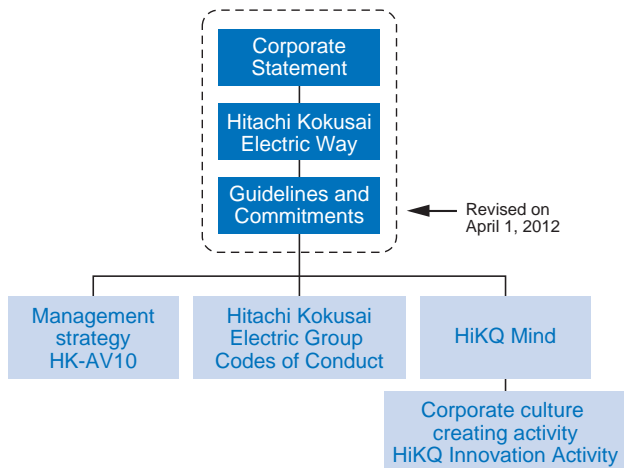 Corporate
Statement
Hitachi Kokusai
Electric Way
Guidelines and
Commitments
Revised on
April 1, 2012
Management
strategy
HK-AV10
Hitachi Kokusai
Electric Group
Codes of Conduct
HiKQ Mind
Corporate culture
creating activity
HiKQ Innovation Activity